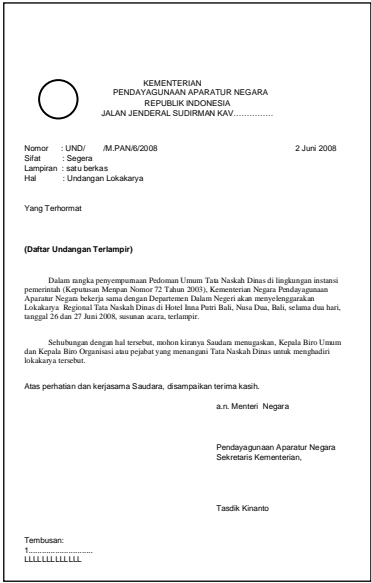 KEMENTERIAN
PENDAYAGUNAAN APARATUR NEGARA
REPUBLIK INDONESIA
JALAN JENDERAL SUDIRMAN KAV……………
Nomor : UND/ /M.PAN/6/2008 2 Juni 2008
Sifat : Segera
Lampiran : satu berkas
Hal : Undangan Lokakarya
Yang Terhormat
(Daftar Undangan Terlampir)
Dalam rangka penyempurnaan Pedoman Umum Tata Naskah Dinas di lingkungan instansi
pemerintah (Keputusan Menpan Nomor 72 Tahun 2003), Kementerian Negara Pendayagunaan
Aparatur Negara bekerja sama dengan Departemen Dalam Negeri akan menyelenggarakan
Lokakarya Regional Tata Naskah Dinas di Hotel Inna Putri Bali, Nusa Dua, Bali, selama dua hari,
tanggal 26 dan 27 Juni 2008, susunan acara, terlampir.
Sehubungan dengan hal tersebut, mohon kiranya Saudara menugaskan, Kepala Biro Umum
dan Kepala Biro Organisasi atau pejabat yang menangani Tata Naskah Dinas untuk menghadiri
lokakarya tersebut.
Atas perhatian dan kerjasama Saudara, disampaikan terima kasih.
a.n. Menteri Negara
Pendayagunaan Aparatur Negara
Sekretaris Kementerian,
Tasdik Kinanto
Tembusan:
1............................
LLLLLLLLLLLLL